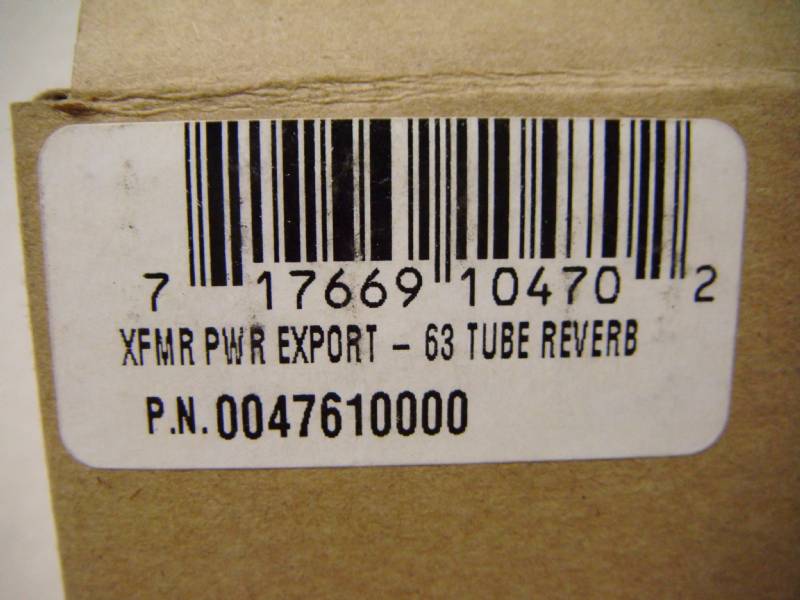 7 17669 10470 2
XFMR PWR EXPORT – 63 TUBE REVERB
P.N. 0047610000